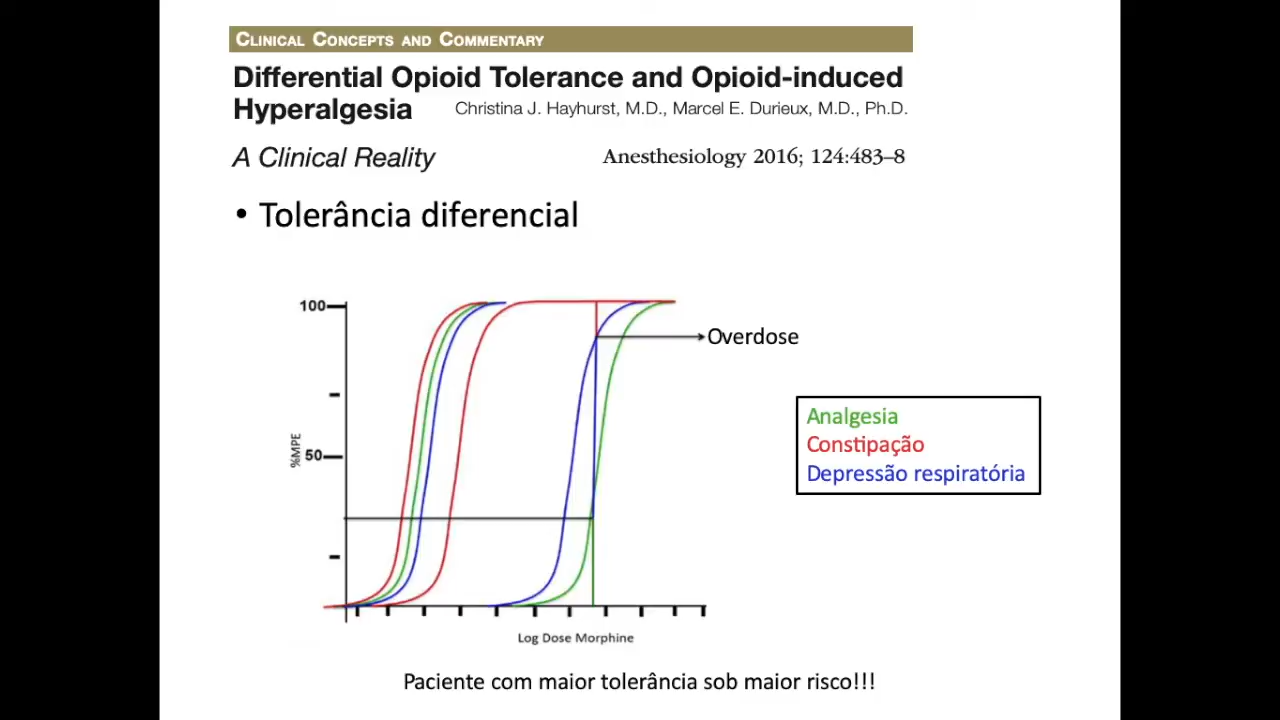 CLINICAL CONCEPTS AND COMMENTARY
Differential Opioid Tolerance and Opioid-induced
Hyperalgesia Christina J. Hayhurst, M.D., Marcel E. Durieux, M.D., Ph.D.
A Clinical Reality Anesthesiology 2016; 124:483–8
• Tolerância diferencial
100
Overdose
Analgesia
Constipação
Depressão respiratória
%MPE
50
Log Dose Morphine
Paciente com maior tolerância sob maior risco!!!